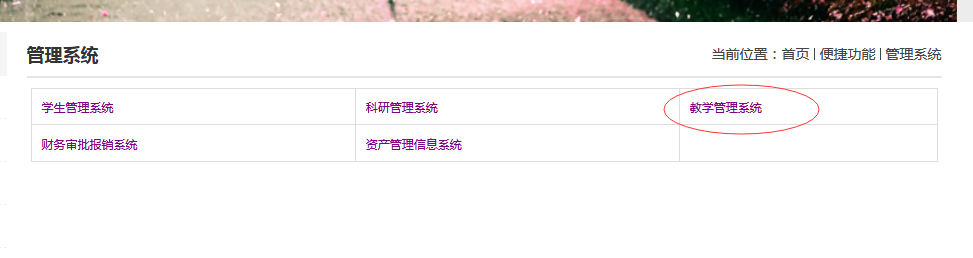 管理系统
当前位置：首页 | 便捷功能 | 管理系统
学生管理系统
科研管理系统
教学管理系统
财务审批报销系统
资产管理信息系统